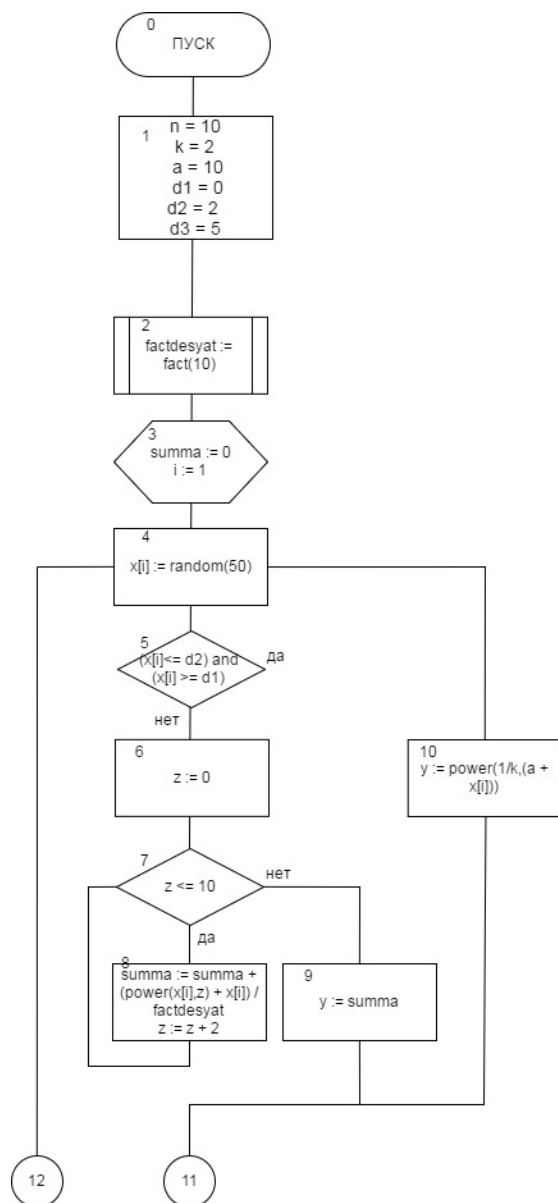 0
ПУСК
1
n = 10
k = 2
a = 10
d1 = 0
d2 = 2
d3 = 5
2
factdesyat :=
fact(10)
3
summa := 0
i := 1
4
x[i] := random(50)
5
(x[i]<= d2) and
(x[i] >= d1)
да
нет
6
z := 0
10
y := power(1/k,(a +
x[i]))
7
z <= 10
нет
да
8
summa := summa +
(power(x[i],z) + x[i]) /
factdesyat
z := z + 2
9
y := summa
12
11